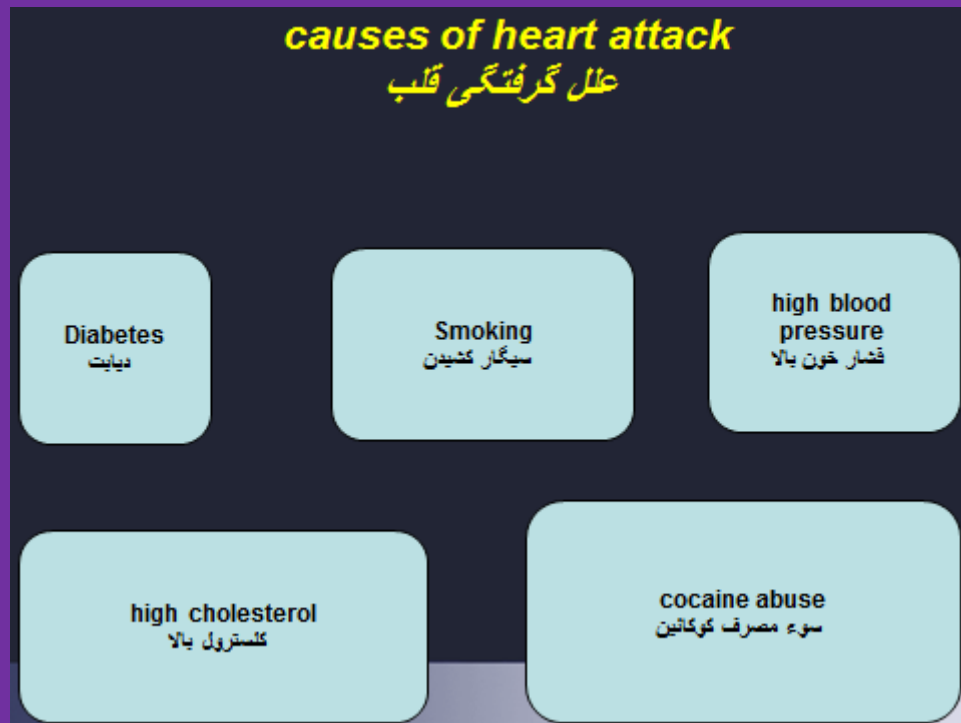 causes of heart attack
علل گرفتگی قلب
Diabetes
دیابت
Smoking
سیگار کشیدن
high blood
pressure
فشار خون بالا
high cholesterol
کلسترول بالا
cocaine abuse
سوء مصرف کوکائین